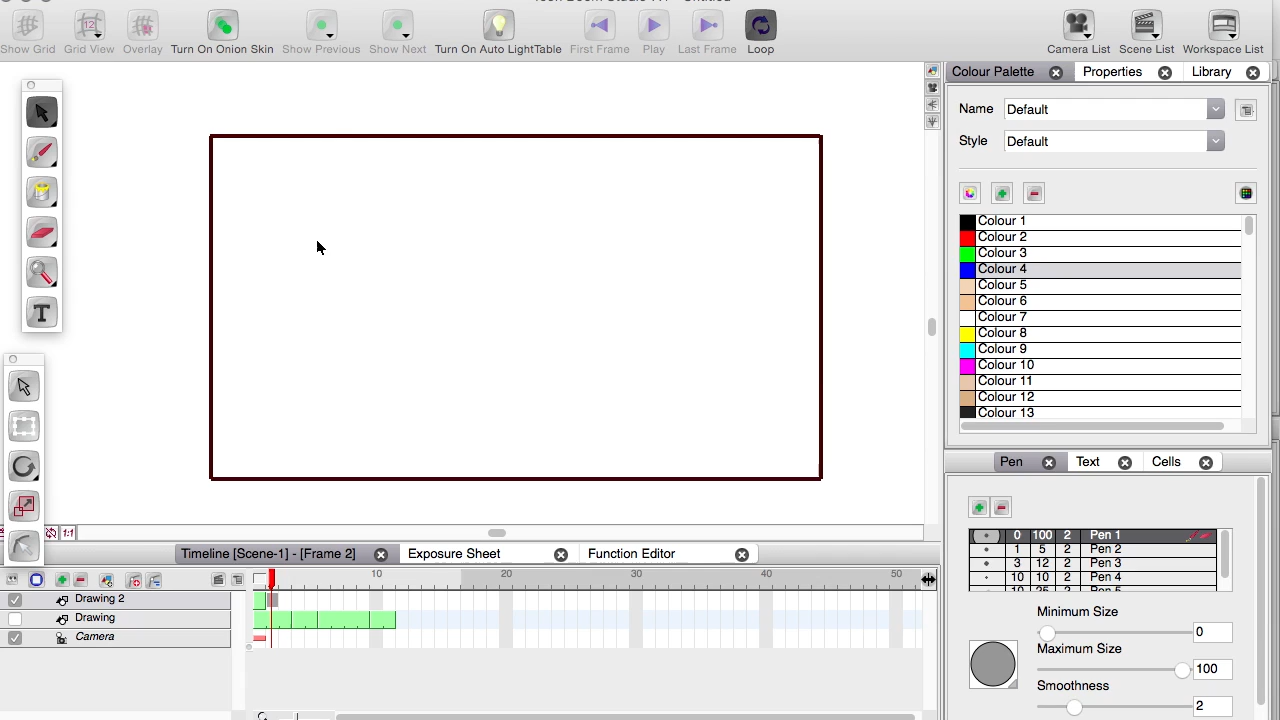 Show Grid Grid View Overlay Turn On Onion Skin Show Previous Show Next Turn On Auto LightTable First Frame Play Last Frame Loop Camera List Scene List Workspace List
Colour Palette Properties Library
Name Default
Style Default
Colour 1
Colour 2
Colour 3
Colour 4
Colour 5
Colour 6
Colour 7
Colour 8
Colour 9
Colour 10
Colour 11
Colour 12
Colour 13
T
Pen Text Cells
0 100 2 Pen 1
1 5 2 Pen 2
3 12 2 Pen 3
10 10 2 Pen 4
Minimum Size
0
Maximum Size
100
Smoothness
2
1:1
Timeline [Scene-1] - [Frame 2] Exposure Sheet Function Editor
10 20 30 40 50
Drawing 2
Drawing
Camera